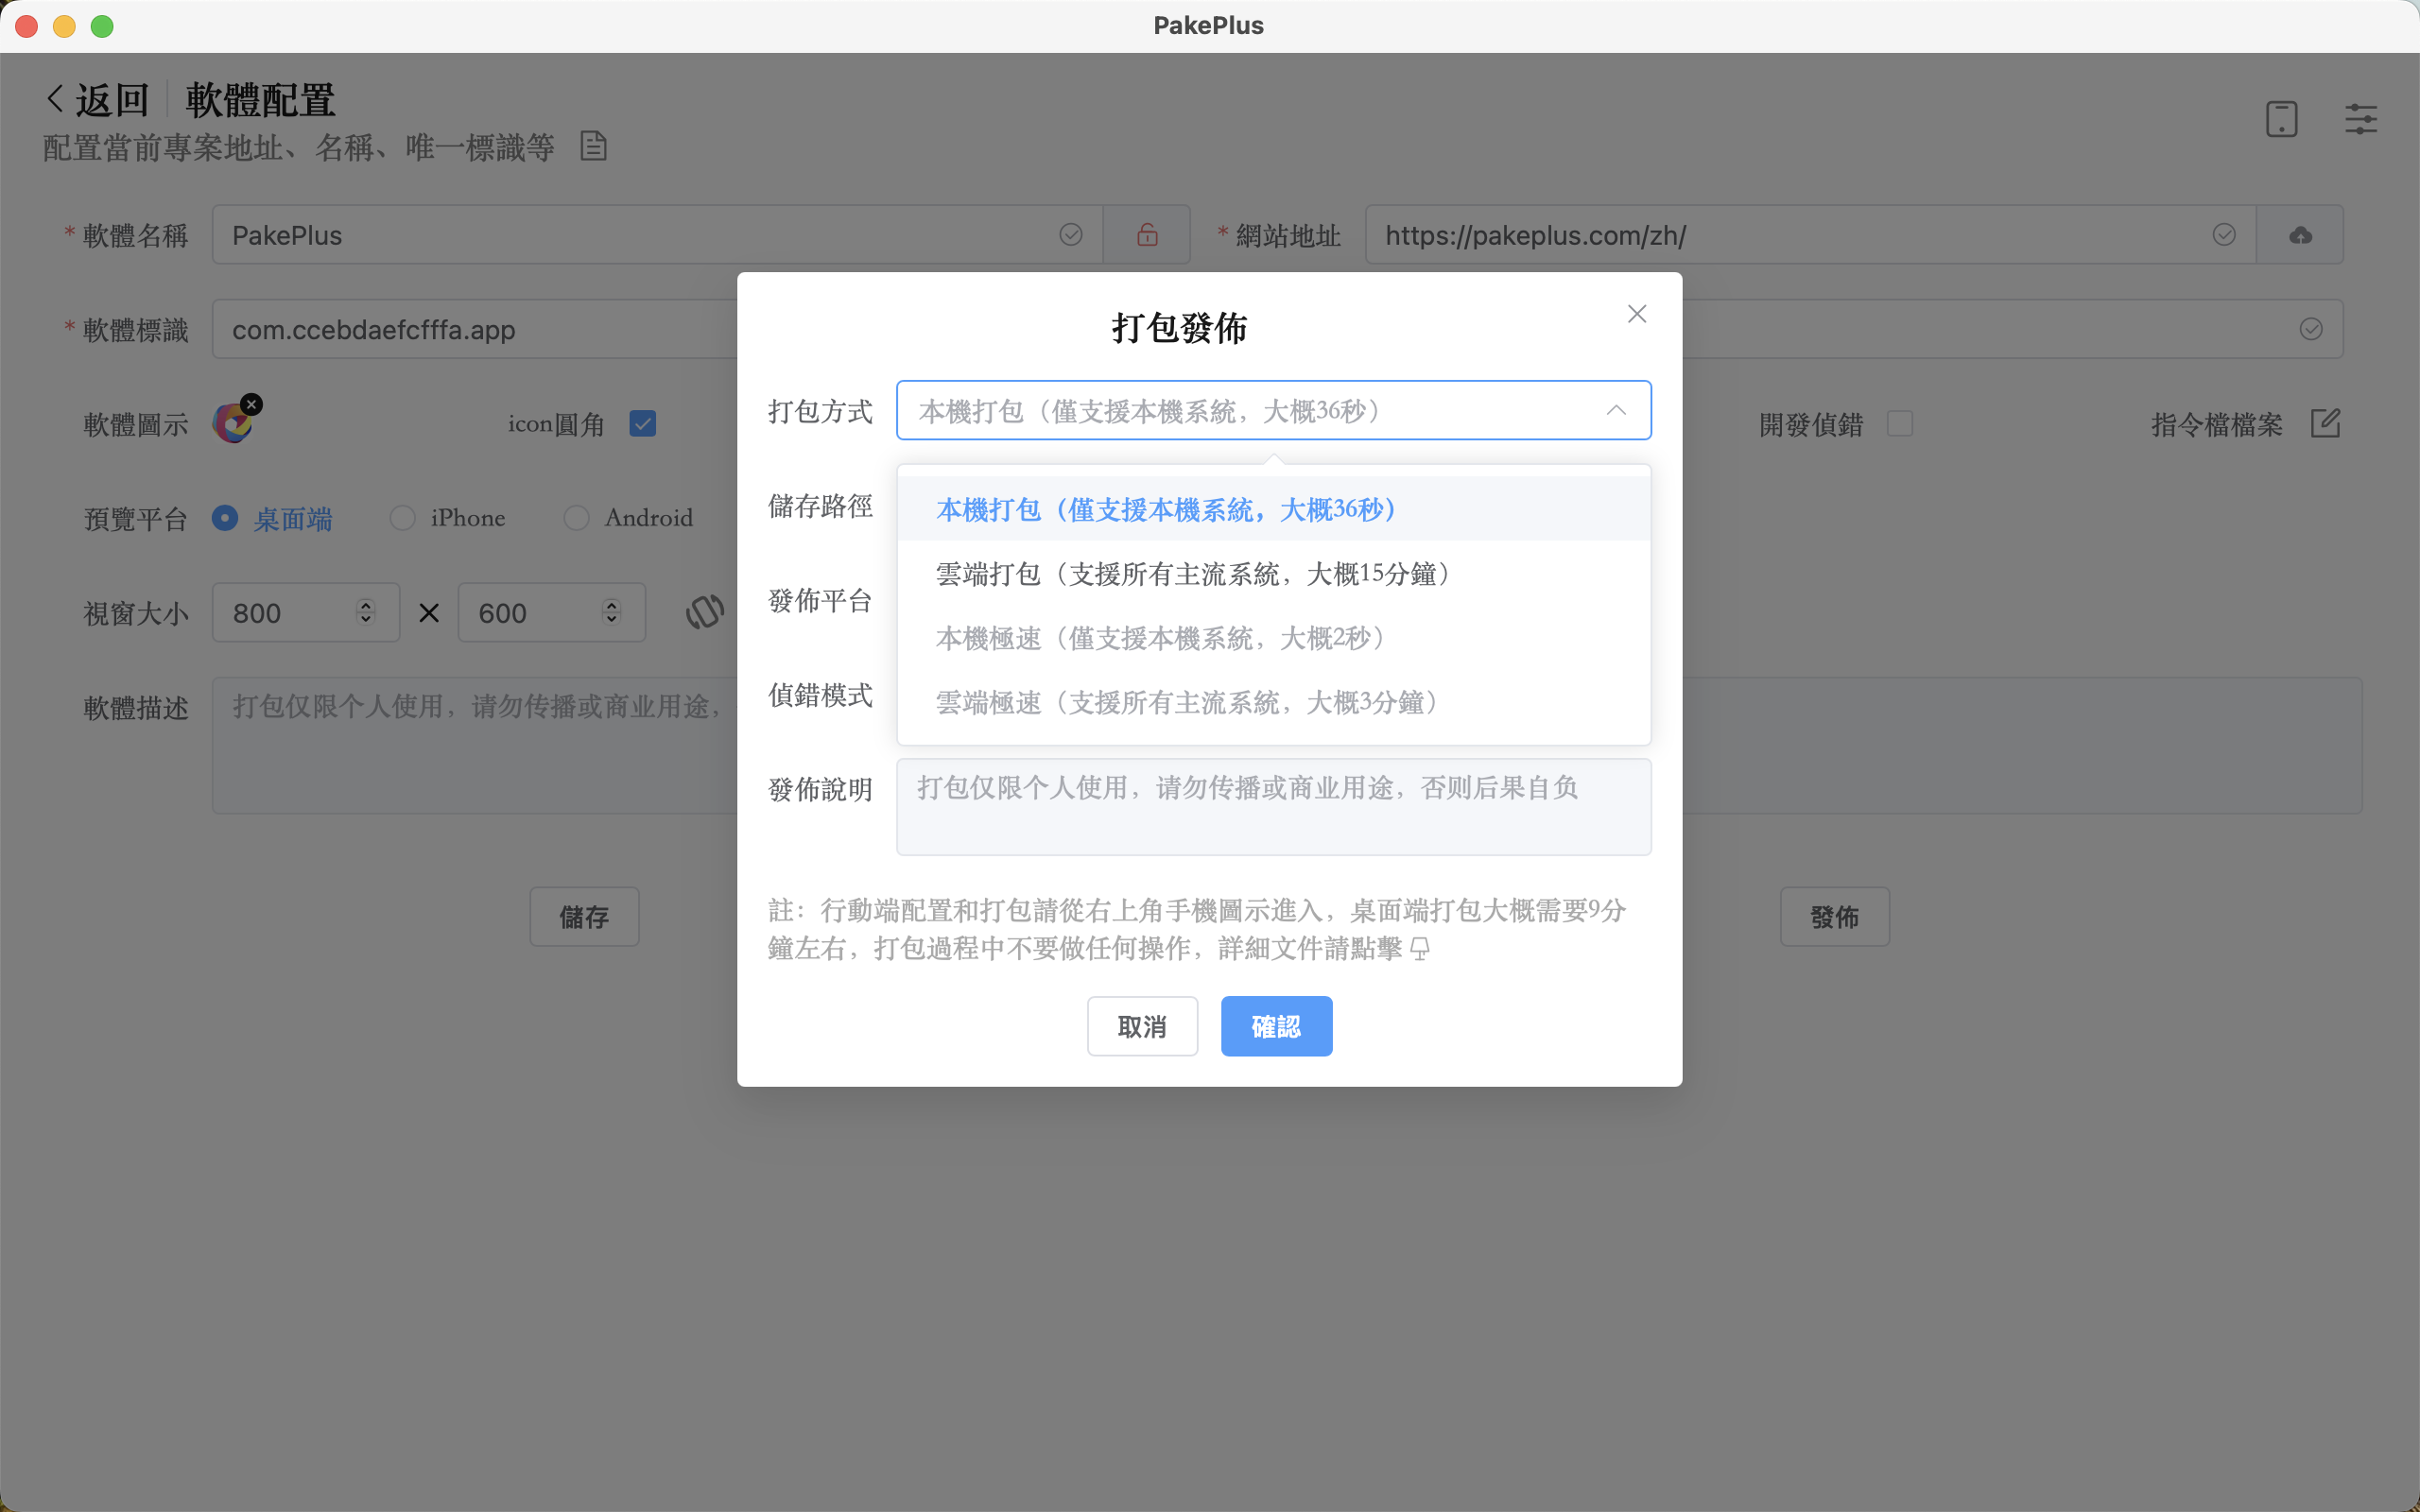 PakePlus
返回 軟體配置
配置當前專案地址、名稱、唯一標識等
* 軟體名稱 PakePlus * 網站地址 https://pakeplus.com/zh/
* 軟體標識 com.ccebdaefcfffa.app
打包發佈
軟體圖示 icon圓角 開發偵錯 指令檔檔案
打包方式 本機打包（僅支援本機系統，大概36秒）
預覽平台 桌面端 iPhone Android
儲存路徑
本機打包（僅支援本機系統，大概36秒）
雲端打包（支援所有主流系統，大概15分鐘）
本機極速（僅支援本機系統，大概2秒）
雲端極速（支援所有主流系統，大概3分鐘）
視窗大小 800 × 600
發佈平台
軟體描述 打包仅限个人使用，请勿传播或商业用途，
偵錯模式
發佈說明 打包仅限个人使用，请勿传播或商业用途，否则后果自负
註：行動端配置和打包請從右上角手機圖示進入，桌面端打包大概需要9分
鐘左右，打包過程中不要做任何操作，詳細文件請點擊
儲存 發佈
取消 確認